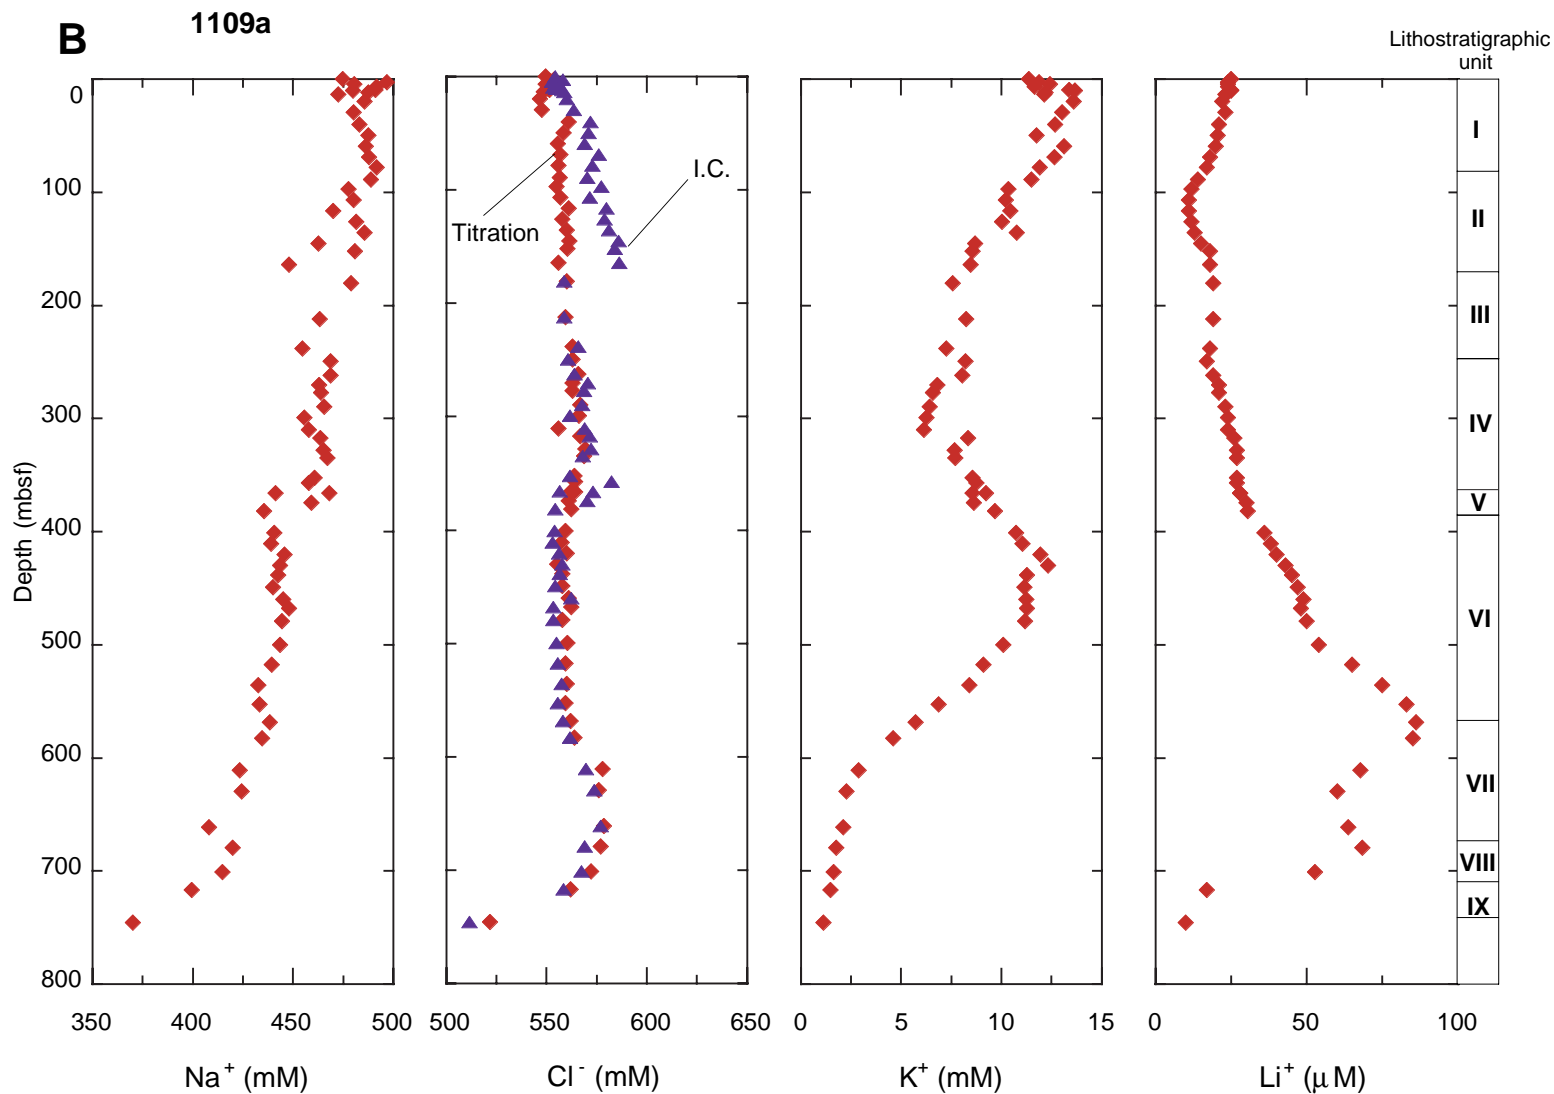 B
1109a
Lithostratigraphic
unit
0
100
200
300
400
500
600
700
800
Depth (mbsf)
Titration
I.C.
I
II
III
IV
V
VI
VII
VIII
IX
350 400 450 500
500 550 600 650
0 5 10 15
0 50 100
Na⁺ (mM)
Cl⁻ (mM)
K⁺ (mM)
Li⁺ (μM)